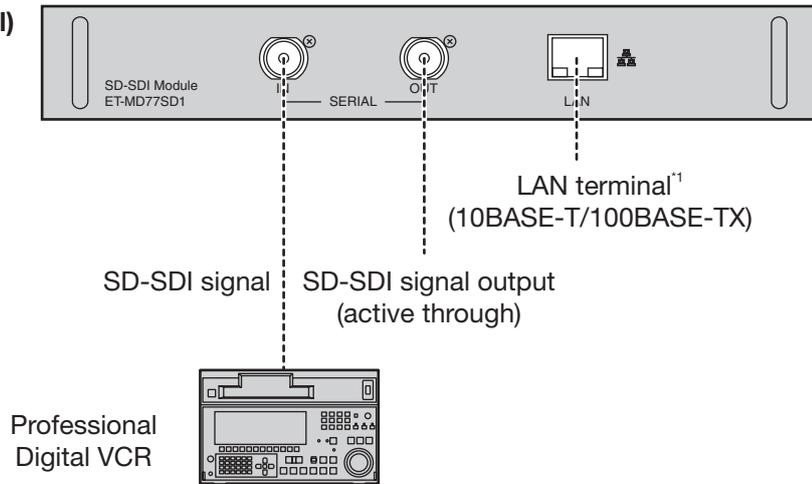 l)
SD-SDI Module
ET-MD77SD1
IN
SERIAL
OUT
LAN
LAN terminal*1
(10BASE-T/100BASE-TX)
SD-SDI signal
SD-SDI signal output
(active through)
Professional
Digital VCR